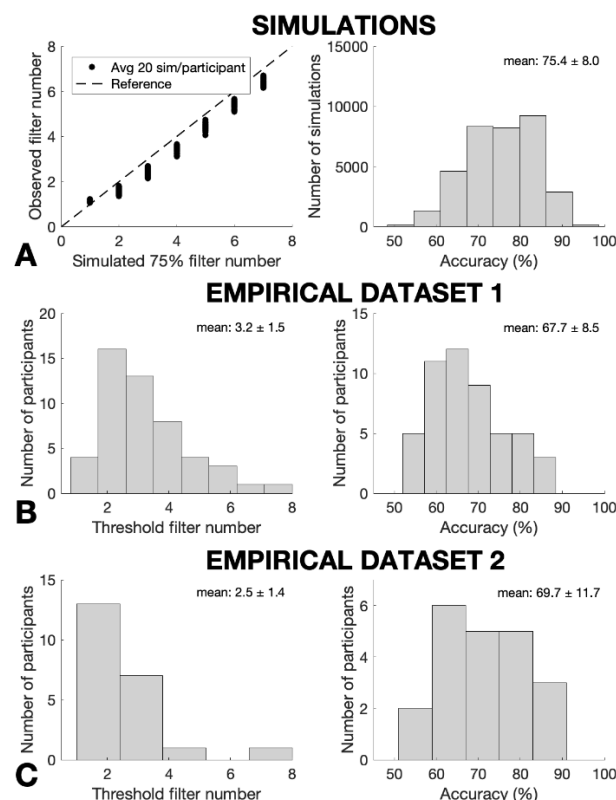 SIMULATIONS
Observed filter number
8
6
4
2
0
Avg 20 sim/participant
Reference
0 2 4 6 8
Simulated 75% filter number
A
Number of simulations
15000
10000
5000
0
mean: 75.4 ± 8.0
50 60 70 80 90 100
Accuracy (%)
EMPIRICAL DATASET 1
Number of participants
20
15
10
5
0
mean: 3.2 ± 1.5
2 4 6 8
Threshold filter number
B
Number of participants
15
10
5
0
mean: 67.7 ± 8.5
50 60 70 80 90 100
Accuracy (%)
EMPIRICAL DATASET 2
Number of participants
15
10
5
0
mean: 2.5 ± 1.4
2 4 6 8
Threshold filter number
C
Number of participants
6
4
2
0
mean: 69.7 ± 11.7
50 60 70 80 90 100
Accuracy (%)